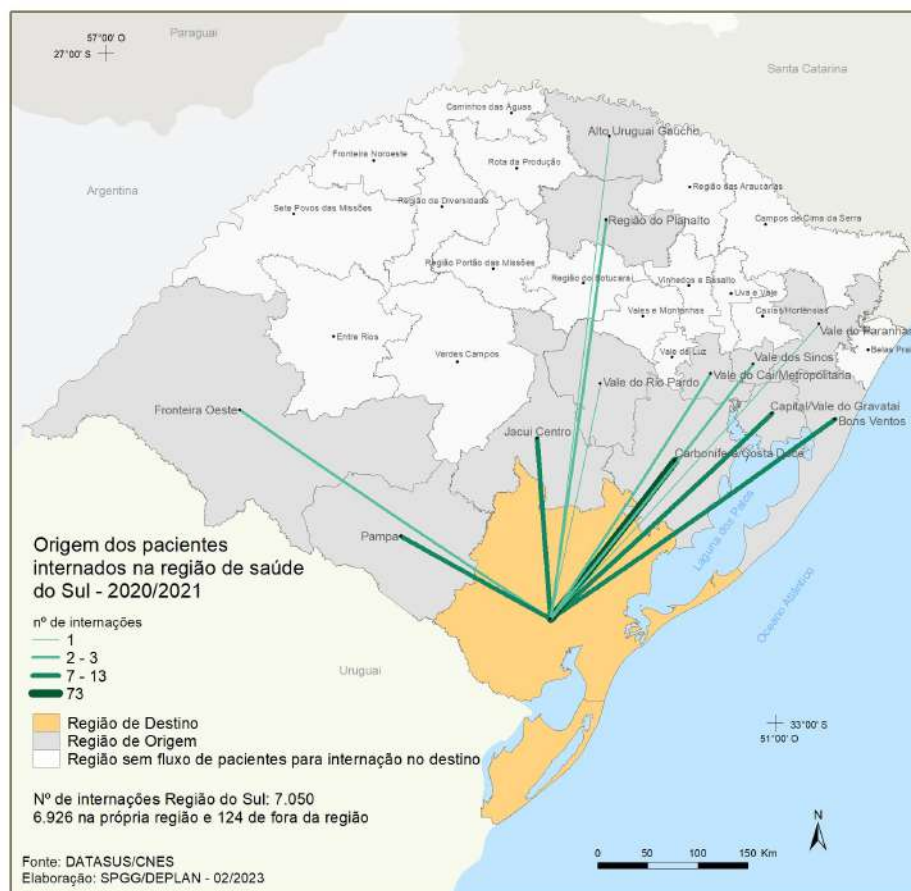 Paraguai
57°00' O
27°00' S
Santa Catarina
Argentina
Caminhos das Águas
Alto Uruguai Gaúcho
Fronteira Noroeste
Rota da Produção
Região das Araucárias
Sete Povos das Missões
Região da Diversidade
Região do Planalto
Campos de Cima da Serra
Região Portão das Missões
Região do Botucaraí
Vinhedos e Basalto
Uva e Vale
Vales e Montanhas
Caxias/Hortênsias
Vale do Paranhana
Entre Rios
Verdes Campos
Vale da Luz
Belas Praias
Vale dos Sinos
Vale do Rio Pardo
Vale do Caí/Metropolitana
Fronteira Oeste
Capital/Vale do Gravataí
Bons Ventos
Jacuí Centro
Carbonífera/Costa Doce
Pampa
Laguna dos Patos
Oceano Atlântico
Uruguai
Origem dos pacientes
internados na região de saúde
do Sul - 2020/2021
nº de internações
1
2 - 3
7 - 13
73
Região de Destino
Região de Origem
Região sem fluxo de pacientes para internação no destino
33°00' S
51°00' O
Nº de internações Região do Sul: 7.050
6.926 na própria região e 124 de fora da região
N
0 50 100 150 Km
Fonte: DATASUS/CNES
Elaboração: SPGG/DEPLAN - 02/2023